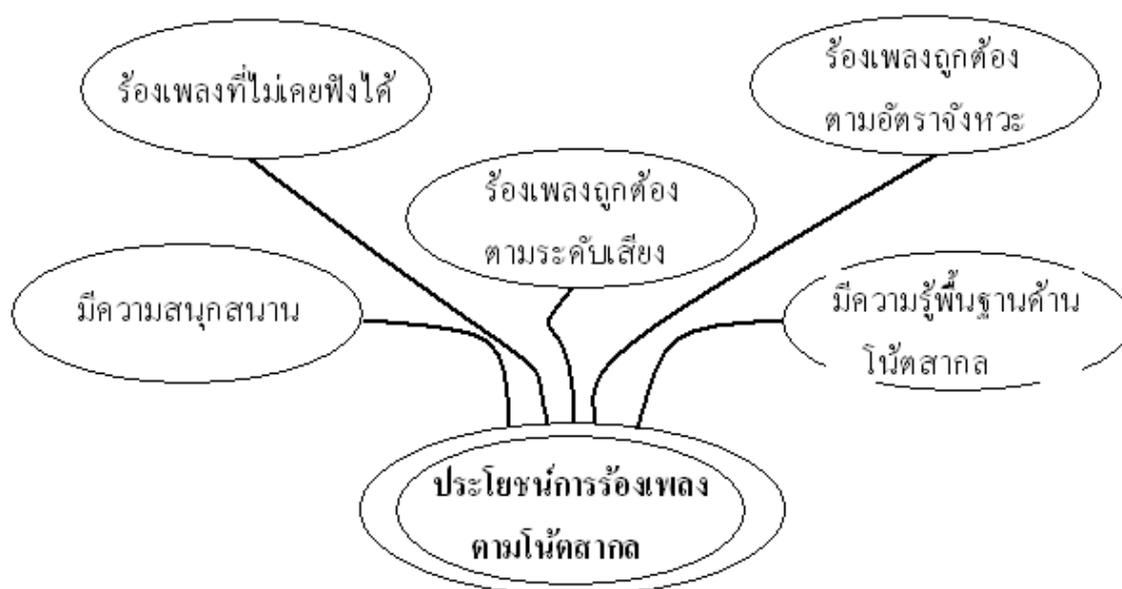 ร้องเพลงที่ไม่เคยฟังได้
ร้องเพลงถูกต้อง
ตามอัตราจังหวะ
ร้องเพลงถูกต้อง
ตามระดับเสียง
มีความสนุกสนาน
มีความรู้พื้นฐานด้าน
โน้ตสากล
ประโยชน์การร้องเพลง
ตามโน้ตสากล